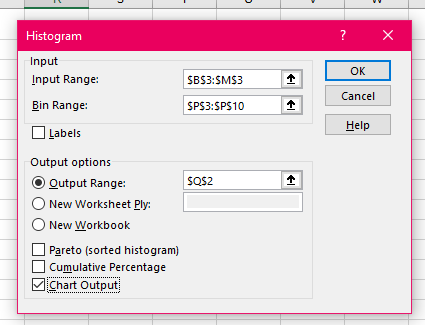 R S T U V W
Histogram ? ×
Input
Input Range: $B$3:$M$3
Bin Range: $P$3:$P$10
Labels
OK
Cancel
Help
Output options
Output Range: $Q$2
New Worksheet Ply:
New Workbook
Pareto (sorted histogram)
Cumulative Percentage
Chart Output